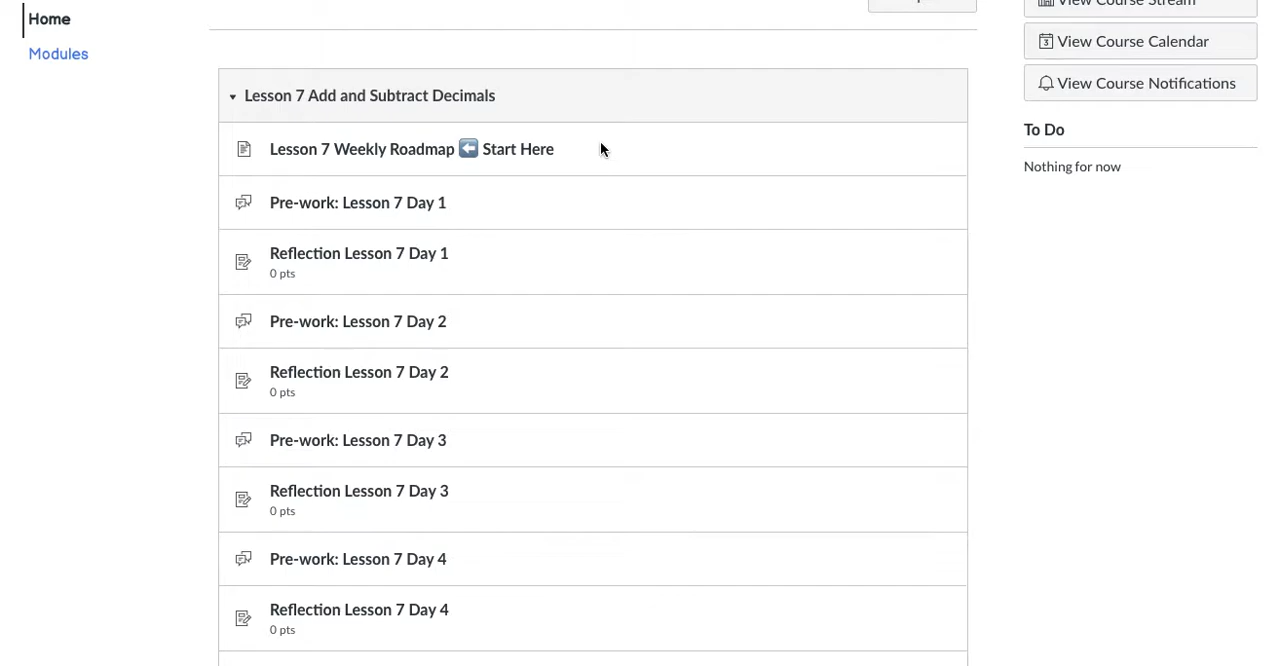 Home
Modules
Lesson 7 Add and Subtract Decimals
Lesson 7 Weekly Roadmap ⬅️ Start Here
Pre-work: Lesson 7 Day 1
Reflection Lesson 7 Day 1
0 pts
Pre-work: Lesson 7 Day 2
Reflection Lesson 7 Day 2
0 pts
Pre-work: Lesson 7 Day 3
Reflection Lesson 7 Day 3
0 pts
Pre-work: Lesson 7 Day 4
Reflection Lesson 7 Day 4
0 pts
View Course Stream
View Course Calendar
View Course Notifications
To Do
Nothing for now